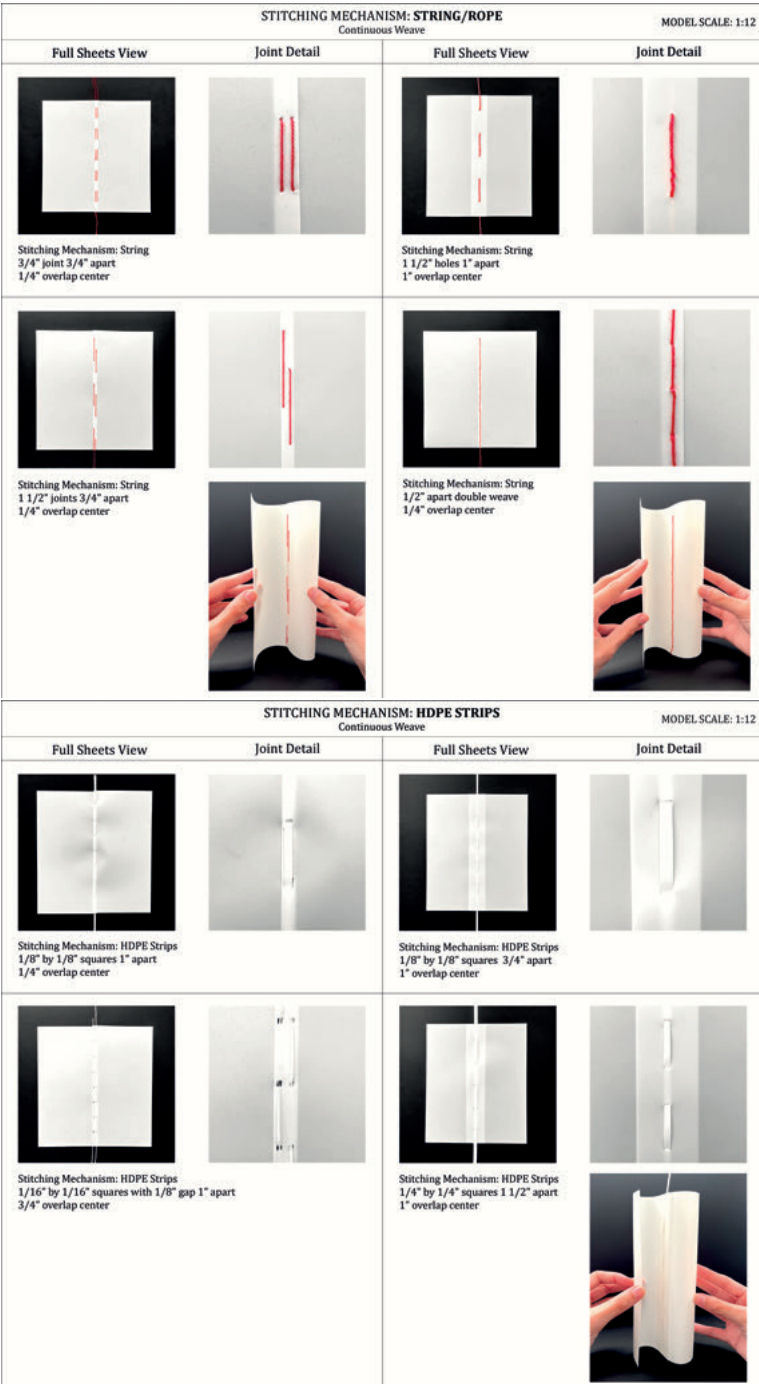 STITCHING MECHANISM: STRING/ROPE
Continuous Weave
MODEL SCALE: 1:12
Full Sheets View
Joint Detail
Full Sheets View
Joint Detail
Stitching Mechanism: String
3/4" joint 3/4" apart
1/4" overlap center
Stitching Mechanism: String
1 1/2" holes 1" apart
1" overlap center
Stitching Mechanism: String
1 1/2" joints 3/4" apart
1/4" overlap center
Stitching Mechanism: String
1/2" apart double weave
1/4" overlap center
STITCHING MECHANISM: HDPE STRIPS
Continuous Weave
MODEL SCALE: 1:12
Full Sheets View
Joint Detail
Full Sheets View
Joint Detail
Stitching Mechanism: HDPE Strips
1/8" by 1/8" squares 1" apart
1/4" overlap center
Stitching Mechanism: HDPE Strips
1/8" by 1/8" squares 3/4" apart
1" overlap center
Stitching Mechanism: HDPE Strips
1/16" by 1/16" squares with 1/8" gap 1" apart
3/4" overlap center
Stitching Mechanism: HDPE Strips
1/4" by 1/4" squares 1 1/2" apart
1" overlap center